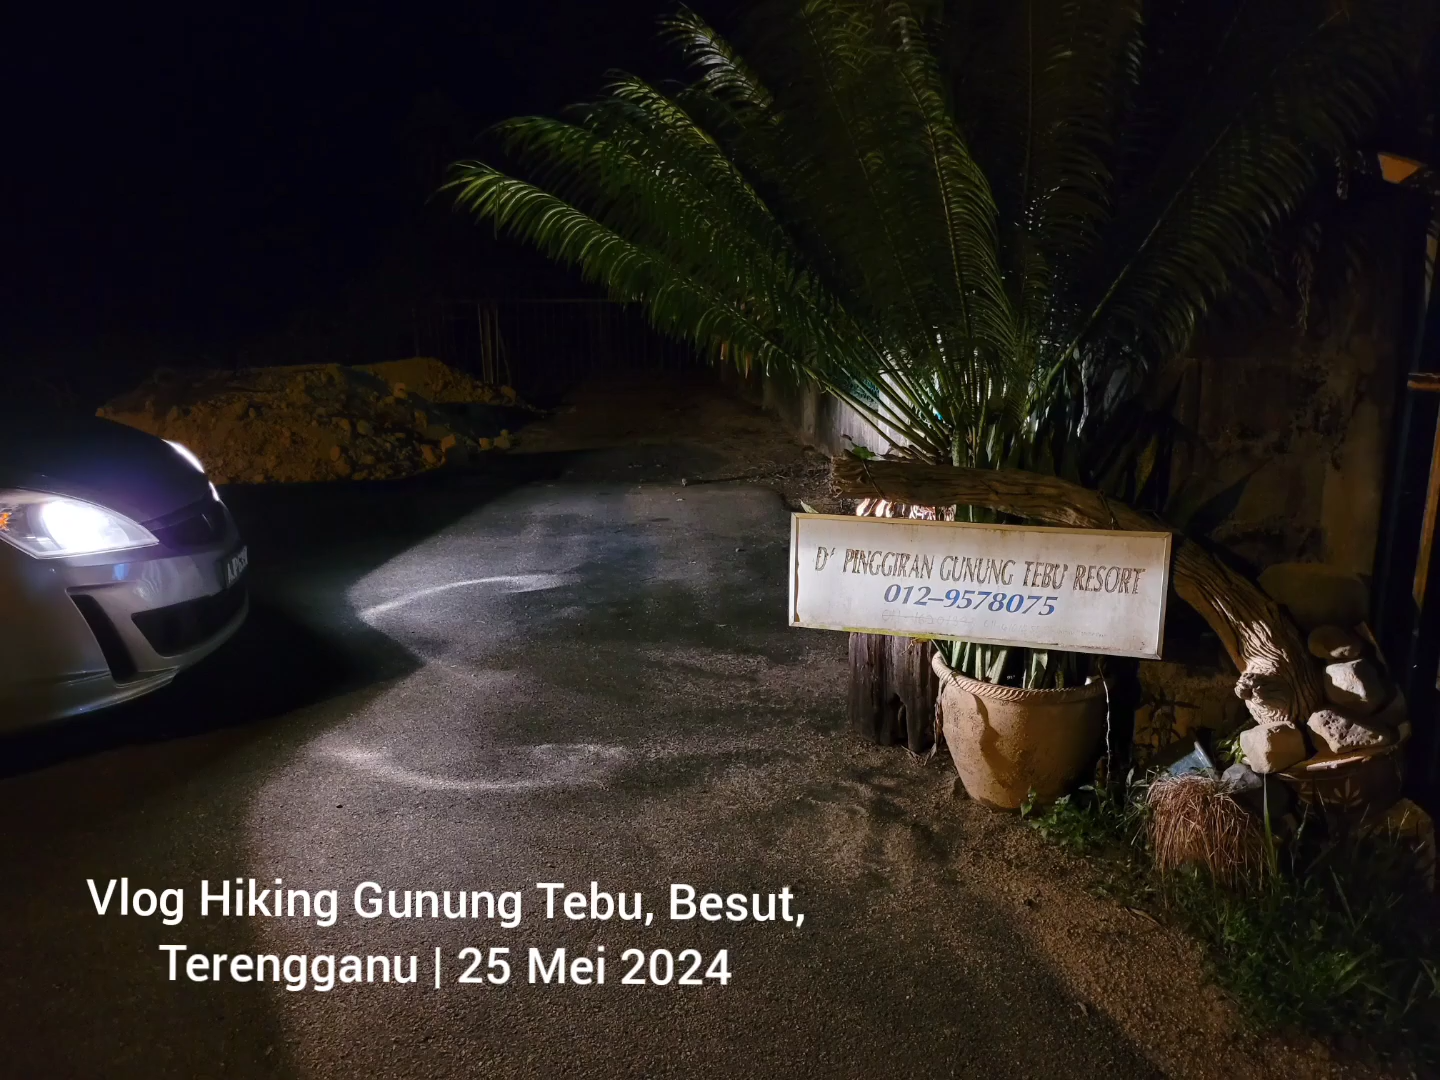 D' PINGGIRAN GUNUNG TEBU RESORT
012-9578075
Vlog Hiking Gunung Tebu, Besut,
Terengganu | 25 Mei 2024